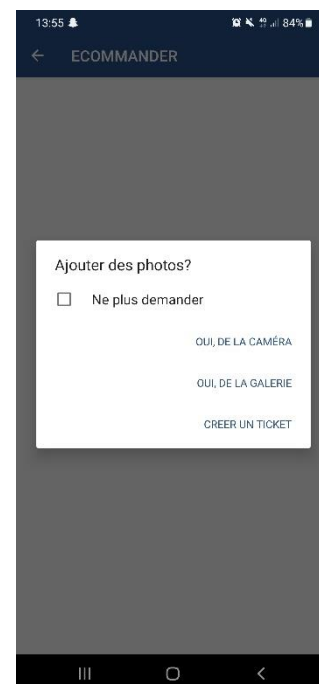 13:55 84%
ECOMMANDER
Ajouter des photos?
Ne plus demander
OUI, DE LA CAMÉRA
OUI, DE LA GALERIE
CREER UN TICKET